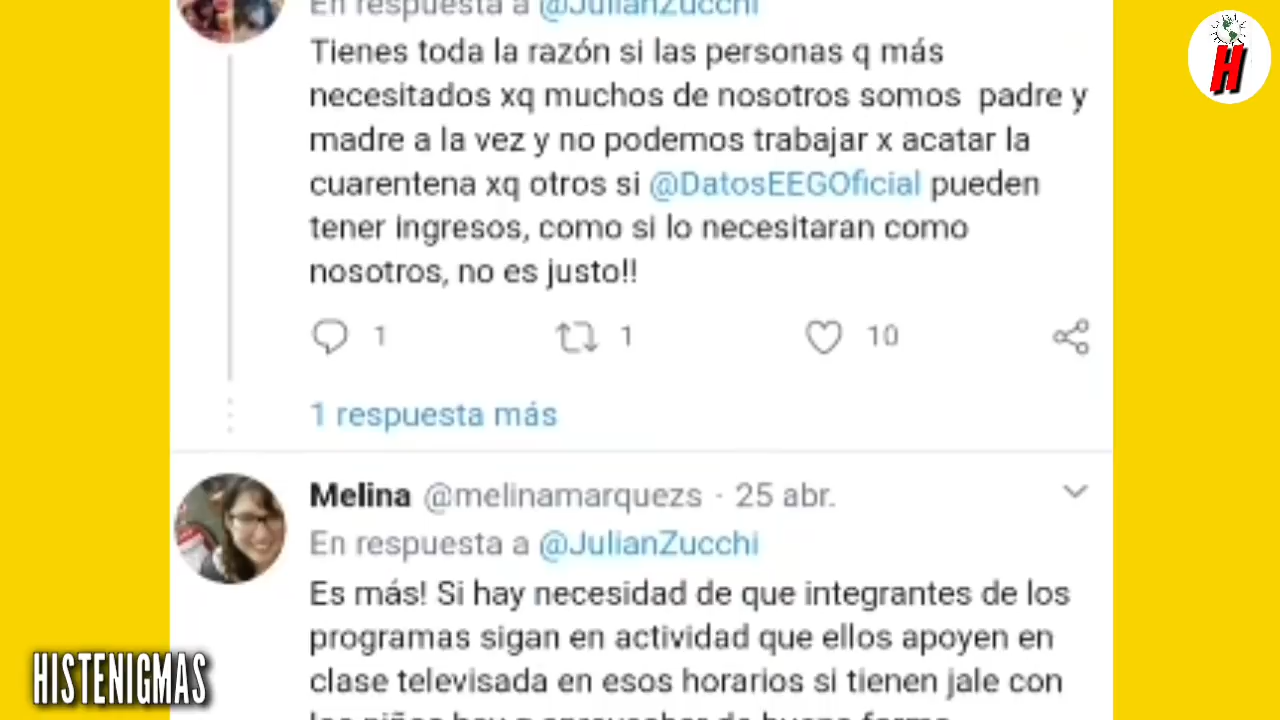 En respuesta a @JulianZucchi
Tienes toda la razón si las personas q más
necesitados xq muchos de nosotros somos padre y
madre a la vez y no podemos trabajar x acatar la
cuarentena xq otros si @DatosEEGOficial pueden
tener ingresos, como si lo necesitaran como
nosotros, no es justo!!
1 1 10
1 respuesta más
Melina @melinamarquezs · 25 abr.
En respuesta a @JulianZucchi
Es más! Si hay necesidad de que integrantes de los
programas sigan en actividad que ellos apoyen en
clase televisada en esos horarios si tienen jale con
H
HISTENIGMAS